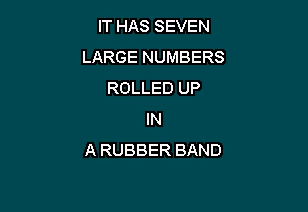 IT HAS SEVEN
LARGE NUMBERS
ROLLED UP
IN
A RUBBER BAND